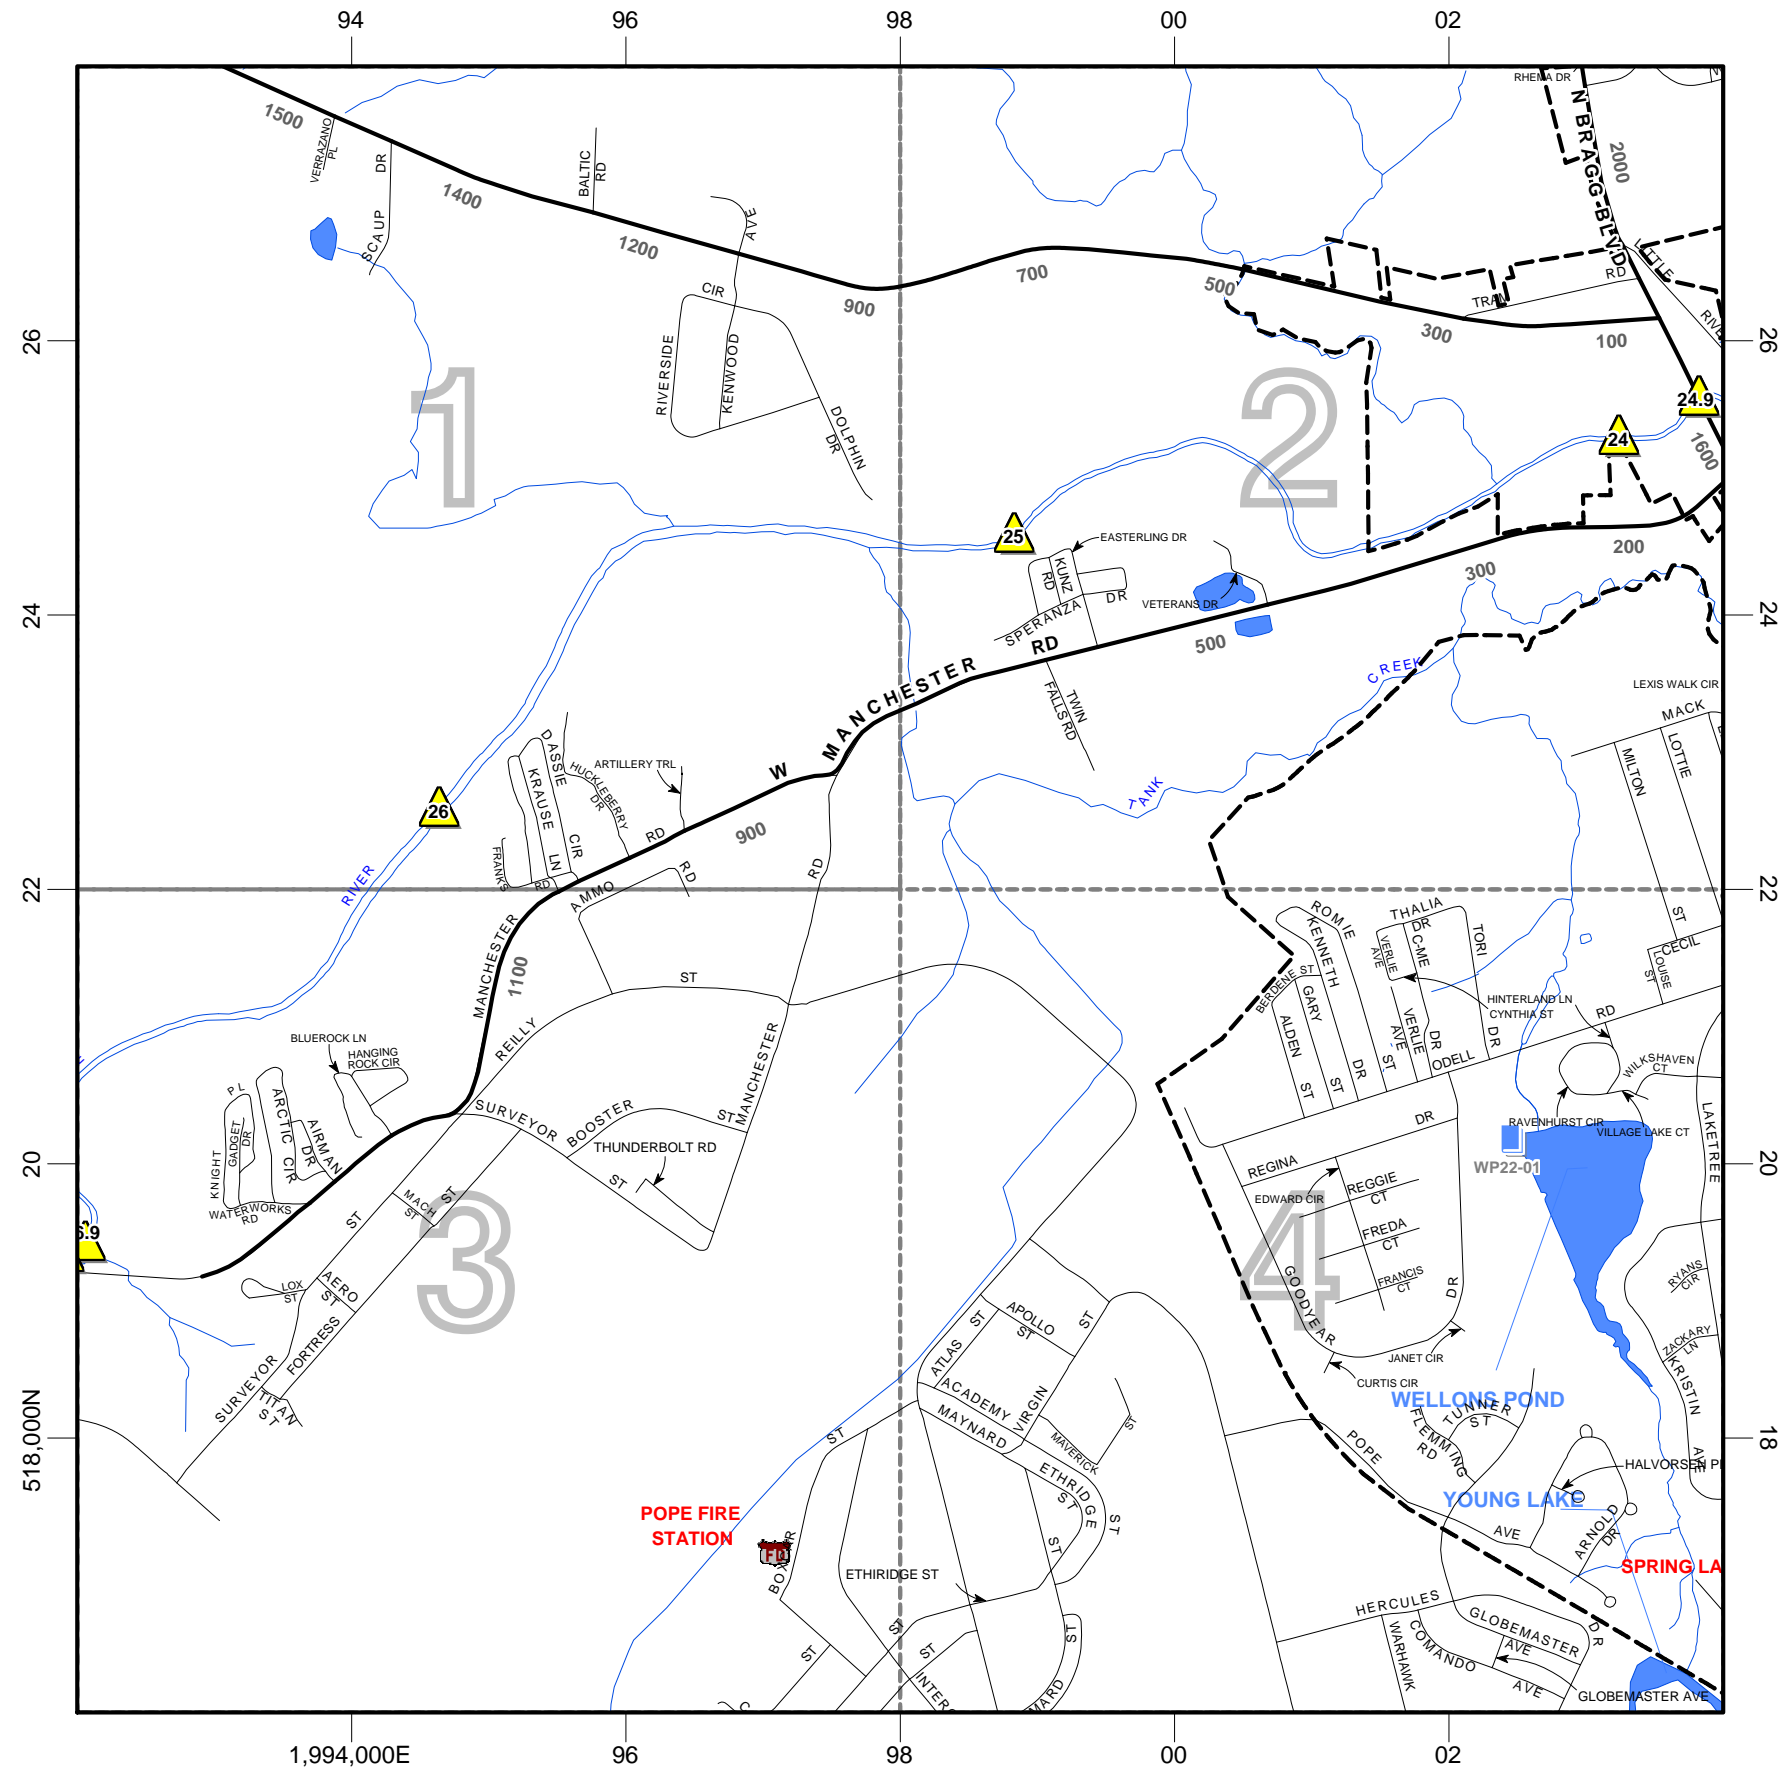 94 96 98 00 02
RHEMA DR
N BRAGG BLVD
2000
1500
VERRAZANO PL
SCAUP DR
1400
BALTIC RD
1200
AVE
900
700
500
300
100
TRAM RD
LITTLE
26
26
CIR
RIVERSIDE
KENWOOD
DOLPHIN DR
1
2
24.9
24
1600
25
EASTERLING DR
KUNZ RD
SPERANZA DR
VETERANS DR
200
300
500
24
24
W MANCHESTER RD
TWIN FALLS RD
CREEK
TANK
LEXIS WALK CIR
MACK
LOTTIE
MILTON
ST
DASSIE CIR
KRAUSE LN
HUCKLEBERRY DR
ARTILLERY TRL
FRANKS RD
RD
900
26
RIVER
22
22
AMMO RD
RD
MANCHESTER
1100
REILLY ST
MANCHESTER
ROMIE
KENNETH
THALIA DR
C-ME
VERLIE AVE
TORI
CECIL
LOUISE ST
BERDENE ST
GARY
ALDEN
VERLIE AVE
HINTERLAND LN
CYNTHIA ST
RD
DR
DR
ODELL
ST
ST
DR
ST
BLUEROCK LN
HANGING ROCK CIR
PL
KNIGHT
GADGET DR
ARCTIC CIR
AIRMAN DR
WATERWORKS RD
SURVEYOR ST
BOOSTER ST
THUNDERBOLT RD
WILKSHAVEN CT
RAVENHURST CIR
VILLAGE LAKE CT
LAKETREE
WP22-01
20
20
REGINA DR
EDWARD CIR
REGGIE CT
FREDA CT
FRANCIS CT
MACH ST
ST
ST
3
4
6.9
LOX ST
AERO ST
FORTRESS
SURVEYOR
TITAN ST
GOODYEAR DR
JANET CIR
CURTIS CIR
RYANS CIR
ZACKARY LN
KRISTIN AVE
APOLLO ST
ATLAS ST
ST
ACADEMY
MAYNARD
VIRGIN
MAVERICK
ST
ETHRIDGE ST
ST
ST
WELLONS POND
TUNNER ST
FLEMMING RD
HALVORSEN
YOUNG LAKE
POPE AVE
ARNOLD DR
518,000N
18
POPE FIRE STATION
ST
ETHIRIDGE ST
ST
ST
ST
ST
HERCULES
WARHAWK
COMANDO AVE
GLOBEMASTER AVE
DR
GLOBEMASTER AVE
1,994,000E 96 98 00 02